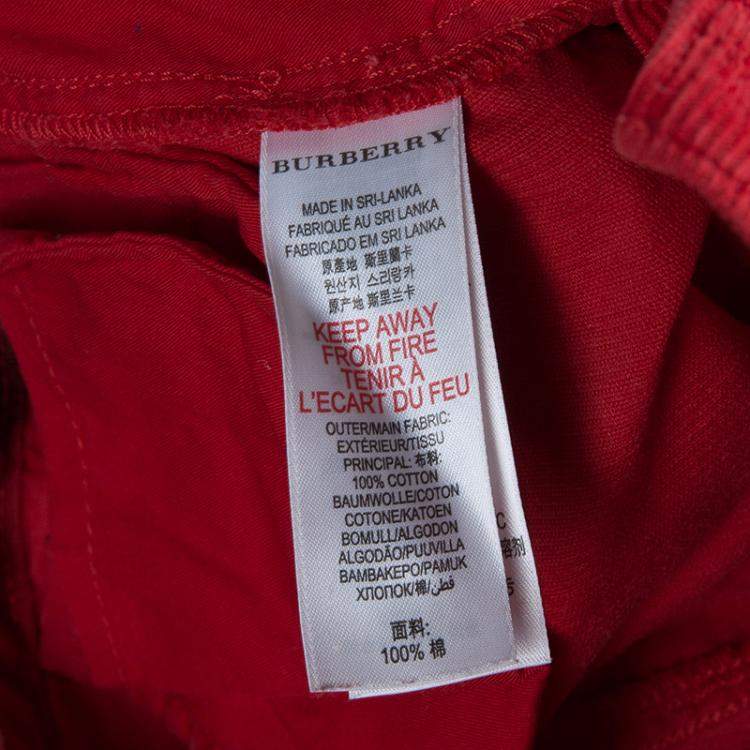 BURBERRY
MADE IN SRI-LANKA
FABRIQUÉ AU SRI LANKA
FABRICADO EM SRI LANKA
原產地 斯里蘭卡
원산지 스리랑카
原产地 斯里兰卡
KEEP AWAY
FROM FIRE
TENIR À
L'ECART DU FEU
OUTER/MAIN FABRIC:
EXTÉRIEUR/TISSU
PRINCIPAL: 布料:
100% COTTON
BAUMWOLLE/COTON
COTONE/KATOEN
BOMULL/ALGODON
ALGODÃO/PUUVILLA
BAMBAKEPO/PAMUK
ХЛОПОК/棉/قطن
面料:
100% 棉
C
溶剂